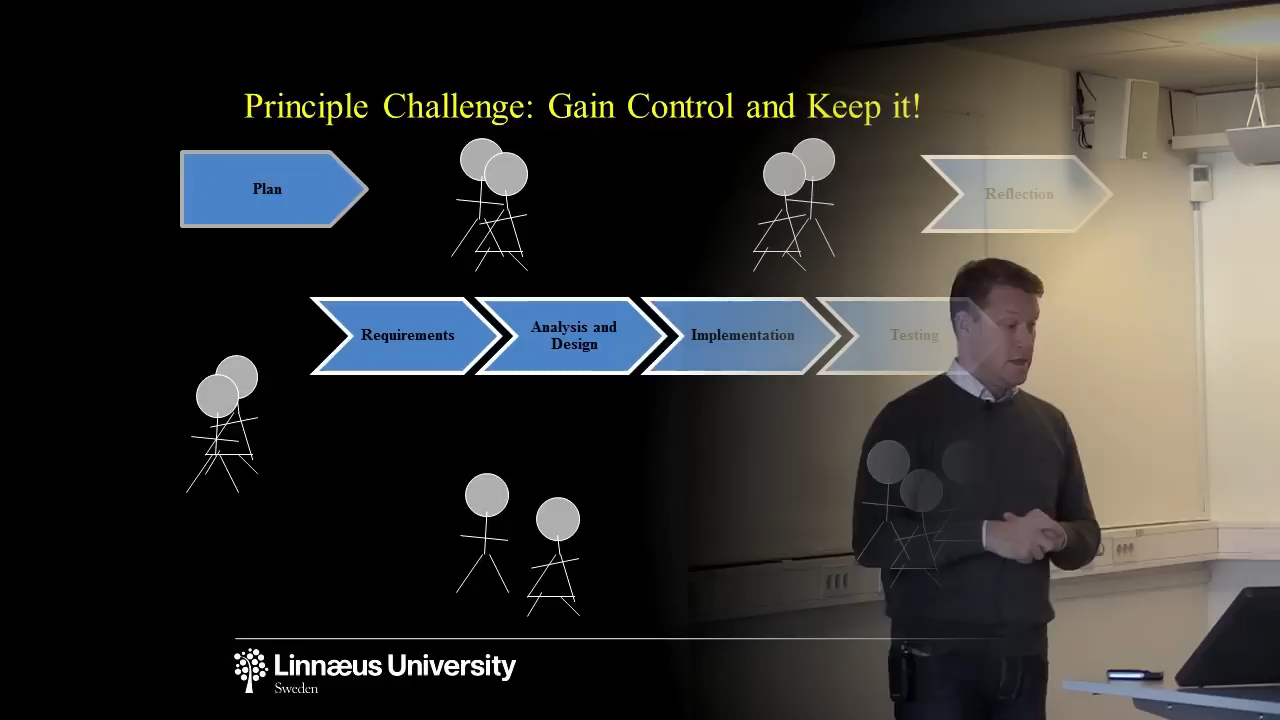 Principle Challenge: Gain Control and Keep it!
Plan
Reflection
Requirements
Analysis and
Design
Implementation
Testing
Linnæus University
Sweden